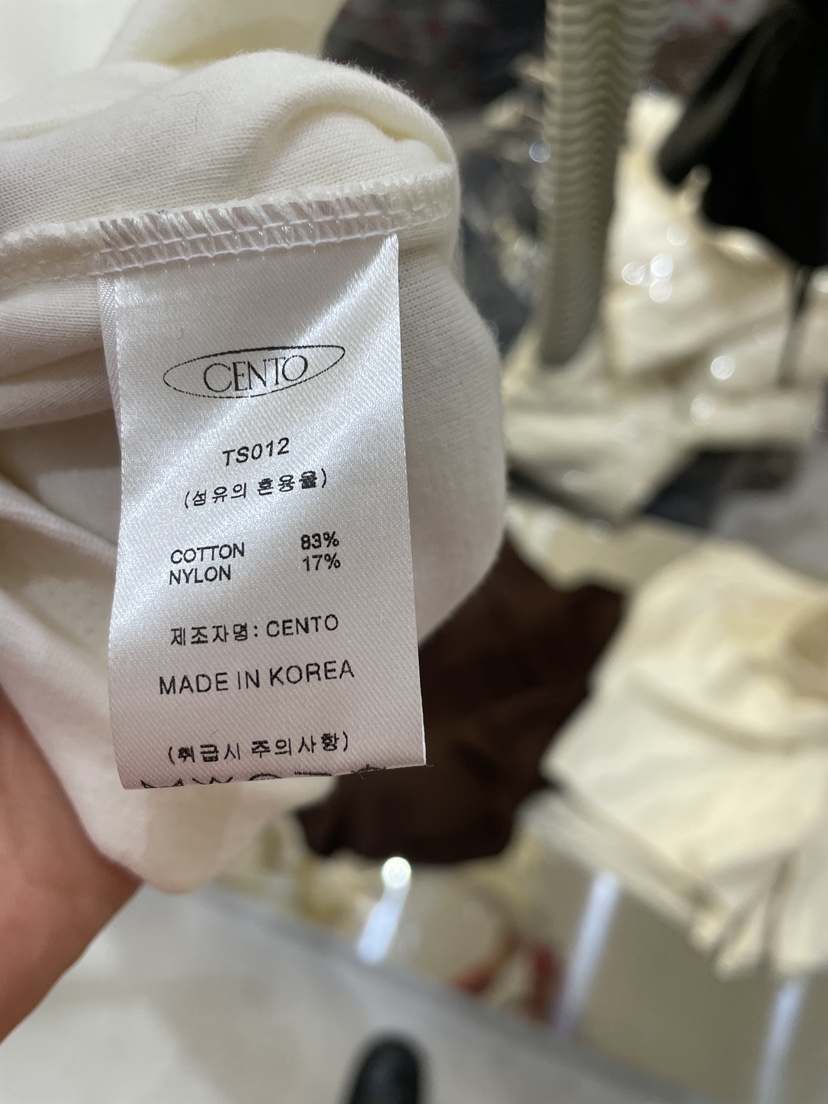 CENTO
TS012
(섬유의 혼용율)
COTTON 83%
NYLON 17%
제조자명: CENTO
MADE IN KOREA
(취급시 주의사항)